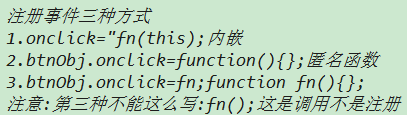 注册事件三种方式
1.onclick="fn(this);内嵌
2.btnObj.onclick=function(){};匿名函数
3.btnObj.onclick=fn;function fn(){};
注意:第三种不能这么写:fn();这是调用不是注册